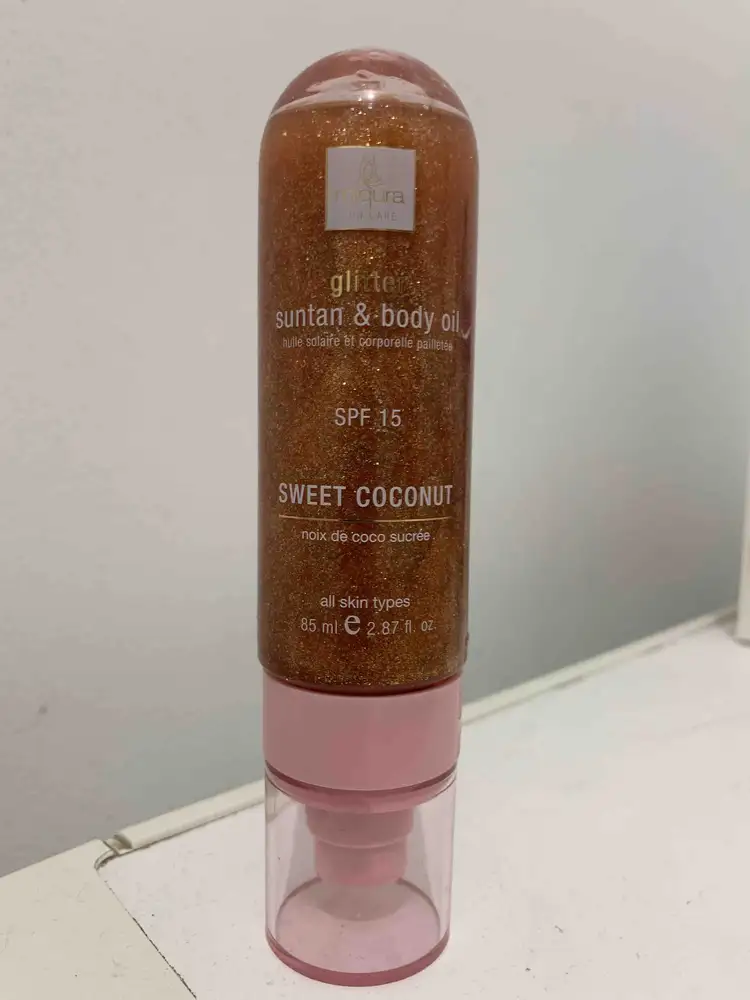 glitter
suntan & body oil
huile solaire et corporelle pailletée
SPF 15
SWEET COCONUT
noix de coco sucrée
all skin types
85 ml e 2.87 fl. oz.